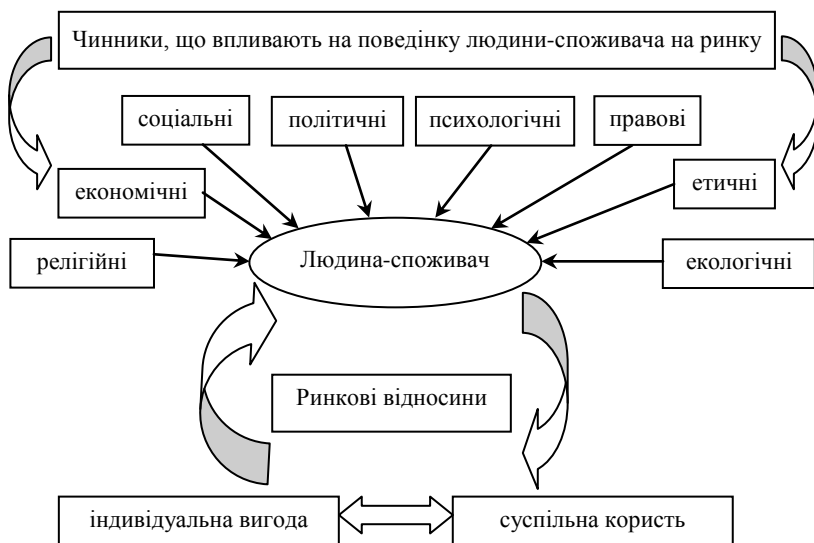 Чинники, що впливають на поведінку людини-споживача на ринку
соціальні
політичні
психологічні
правові
економічні
етичні
релігійні
Людина-споживач
екологічні
Ринкові відносини
індивідуальна вигода
суспільна користь